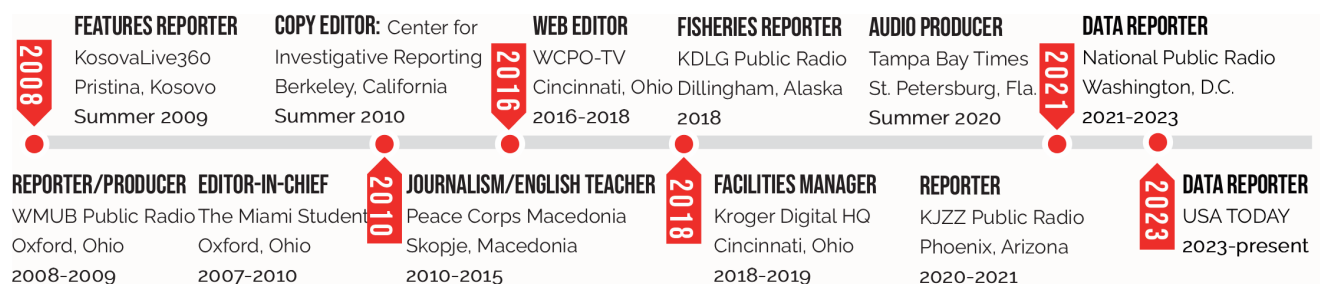 2008
FEATURES REPORTER
KosovaLive360
Pristina, Kosovo
Summer 2009
COPY EDITOR: Center for
Investigative Reporting
Berkeley, California
Summer 2010
2016
WEB EDITOR
WCPO-TV
Cincinnati, Ohio
2016-2018
FISHERIES REPORTER
KDLG Public Radio
Dillingham, Alaska
2018
AUDIO PRODUCER
Tampa Bay Times
St. Petersburg, Fla.
Summer 2020
2021
DATA REPORTER
National Public Radio
Washington, D.C.
2021-2023
REPORTER/PRODUCER
WMUB Public Radio
Oxford, Ohio
2008-2009
EDITOR-IN-CHIEF
The Miami Student
Oxford, Ohio
2007-2010
2010
JOURNALISM/ENGLISH TEACHER
Peace Corps Macedonia
Skopje, Macedonia
2010-2015
2018
FACILITIES MANAGER
Kroger Digital HQ
Cincinnati, Ohio
2018-2019
REPORTER
KJZZ Public Radio
Phoenix, Arizona
2020-2021
2023
DATA REPORTER
USA TODAY
2023-present